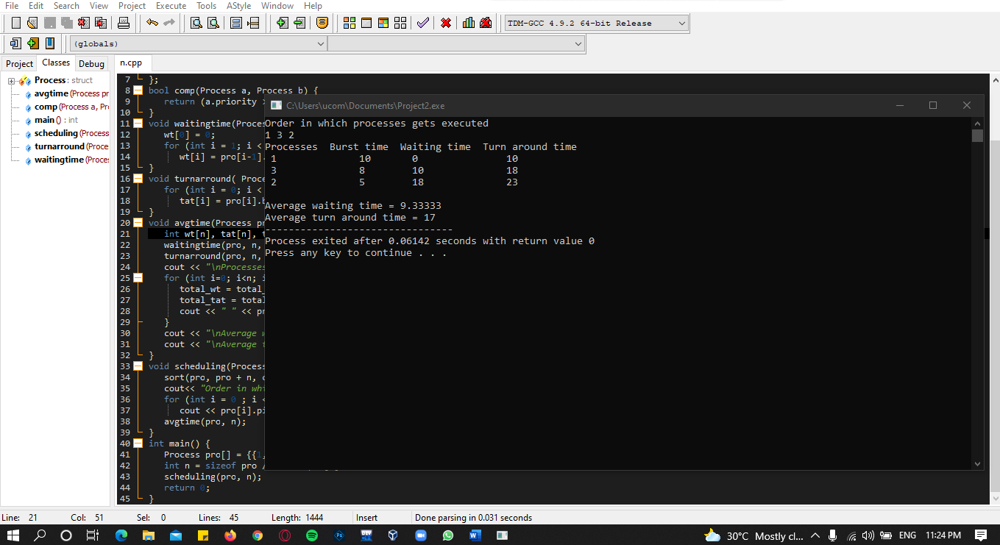 File Edit Search View Project Execute Tools AStyle Window Help
TDM-GCC 4.9.2 64-bit Release
(globals)
Project Classes Debug
n.cpp
Process : struct
avgtime (Process pr
comp (Process a, Pr
main () : int
scheduling (Process
turnarround (Proce
waitingtime (Proces
7 };
8 bool comp(Process a, Process b) {
9 return (a.priority >
10 }
11 void waitingtime(Proces
12 wt[0] = 0;
13 for (int i = 1; i <
14 wt[i] = pro[i-1].
15 }
16 void turnarround( Proce
17 for (int i = 0; i <
18 tat[i] = pro[i].b
19 }
20 void avgtime(Process pr
21 int wt[n], tat[n], t
22 waitingtime(pro, n,
23 turnarround(pro, n,
24 cout << "\nProcesses
25 for (int i=0; i<n; i
26 total_wt = total_
27 total_tat = total
28 cout << " " << pr
29 }
30 cout << "\nAverage w
31 cout << "\nAverage t
32 }
33 void scheduling(Process
34 sort(pro, pro + n, c
35 cout<< "Order in whi
36 for (int i = 0 ; i <
37 cout << pro[i].pi
38 avgtime(pro, n);
39 }
40 int main() {
41 Process pro[] = {{1,
42 int n = sizeof pro /
43 scheduling(pro, n);
44 return 0;
45 }
C:\Users\ucom\Documents\Project2.exe
Order in which processes gets executed
1 3 2
Processes Burst time Waiting time Turn around time
1 10 0 10
3 8 10 18
2 5 18 23
Average waiting time = 9.33333
Average turn around time = 17
--------------------------------
Process exited after 0.06142 seconds with return value 0
Press any key to continue . . .
Line: 21 Col: 51 Sel: 0 Lines: 45 Length: 1444 Insert Done parsing in 0.031 seconds
Ps DEV W 30°C Mostly cl... ENG 11:24 PM